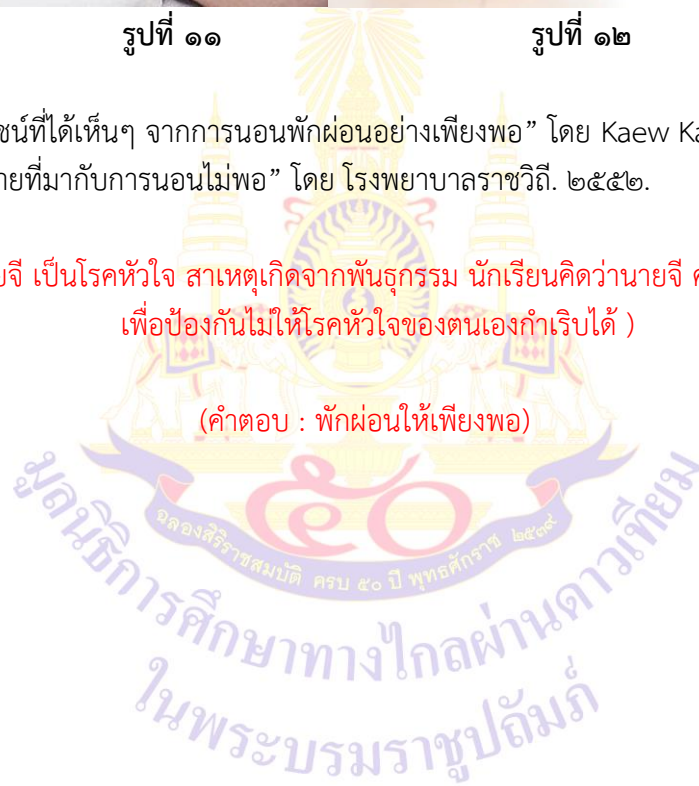 รูปที่ ๑๑ รูปที่ ๑๒
ชน์ที่ได้เห็นๆ จากการนอนพักผ่อนอย่างเพียงพอ” โดย Kaew Ka
ายที่มากับการนอนไม่พอ” โดย โรงพยาบาลราชวิถี. ๒๕๕๒.
ยจี เป็นโรคหัวใจ สาเหตุเกิดจากพันธุกรรม นักเรียนคิดว่านายจี
เพื่อป้องกันไม่ให้โรคหัวใจของตนเองกำเริบได้ )
(คำตอบ : พักผ่อนให้เพียงพอ)
๕๐
ฉลองสิริราชสมบัติ ครบ ๕๐ ปี พุทธศักราช ๒๕๓๙
มูลนิธิการศึกษาทางไกลผ่านดาวเทียม
ในพระบรมราชูปถัมภ์